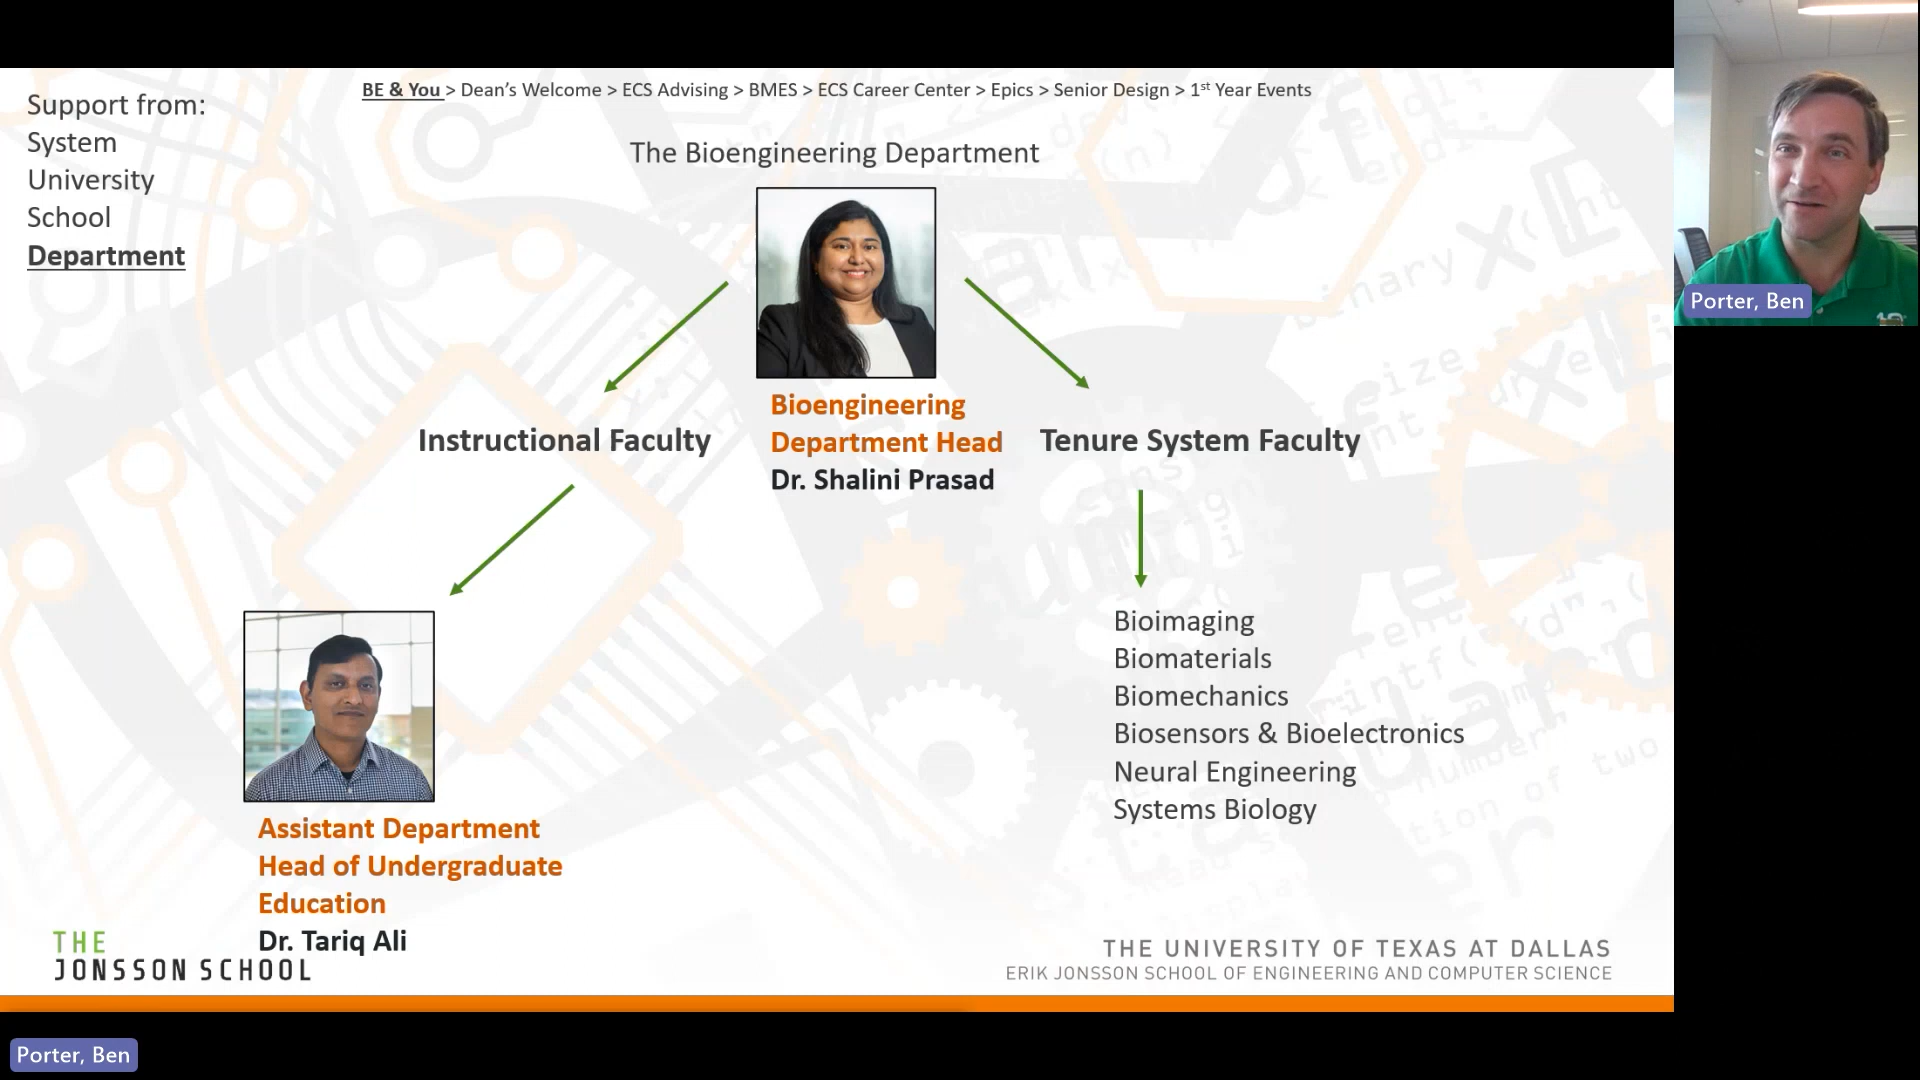 BE & You > Dean's Welcome > ECS Advising > BMES > ECS Career Center > Epics > Senior Design > 1st Year Events
Support from:
System
University
School
Department
The Bioengineering Department
Bioengineering
Department Head
Dr. Shalini Prasad
Instructional Faculty
Tenure System Faculty
Assistant Department
Head of Undergraduate
Education
Dr. Tariq Ali
Bioimaging
Biomaterials
Biomechanics
Biosensors & Bioelectronics
Neural Engineering
Systems Biology
THE
JONSSON SCHOOL
THE UNIVERSITY OF TEXAS AT DALLAS
ERIK JONSSON SCHOOL OF ENGINEERING AND COMPUTER SCIENCE
Porter, Ben
Porter, Ben